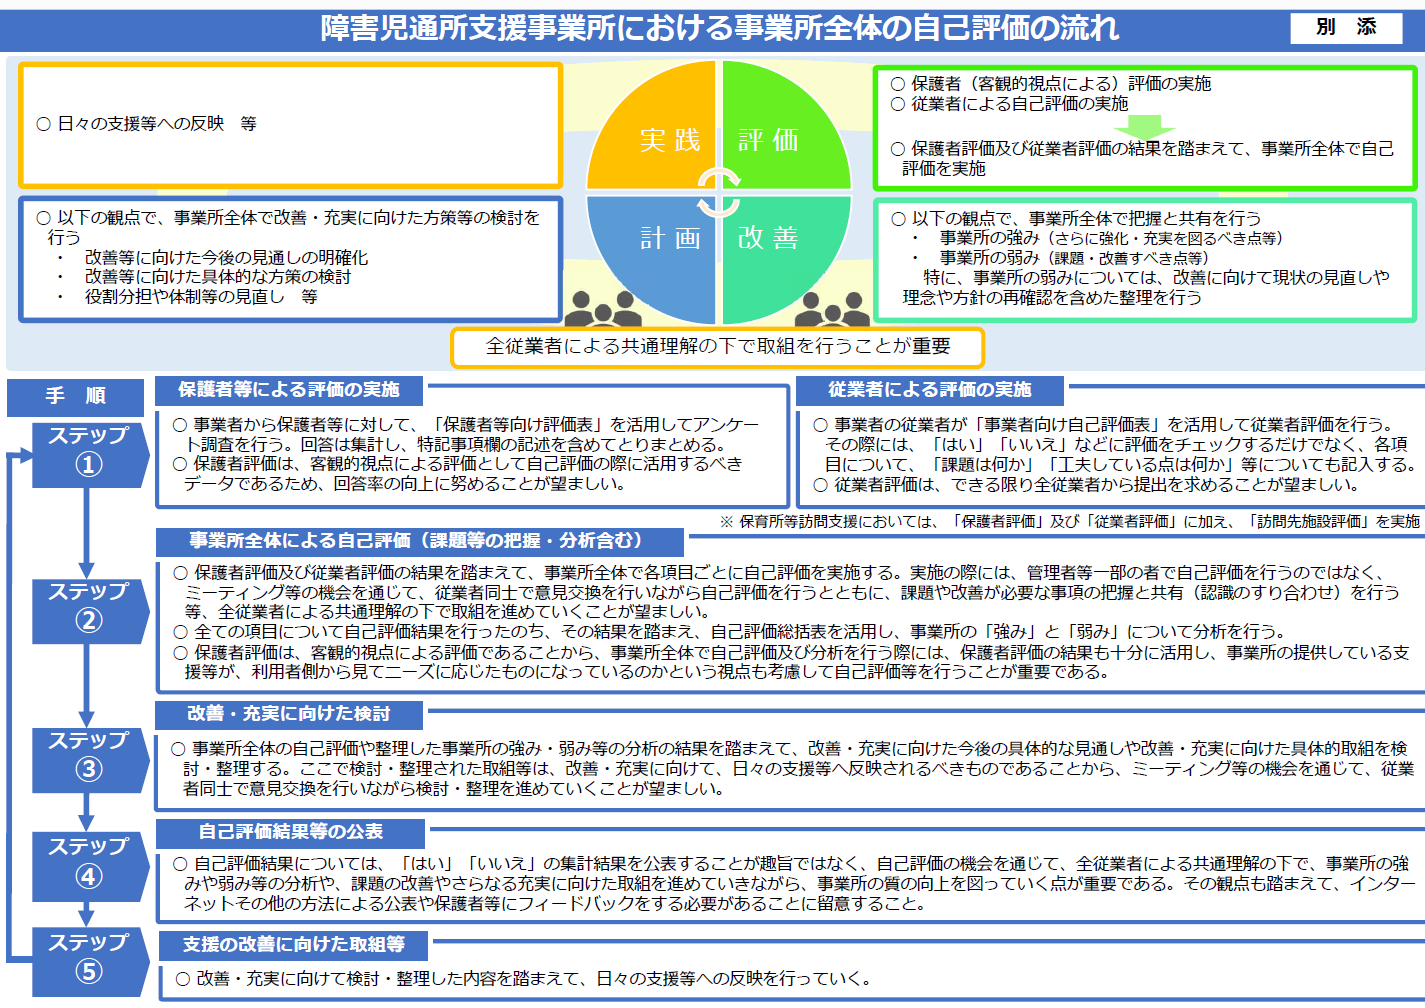 障害児通所支援事業所における事業所全体の自己評価の流れ
別　添
○ 日々の支援等への反映　等
実践
評価
計画
改善
○ 保護者（客観的視点による）評価の実施
○ 従業者による自己評価の実施
○ 保護者評価及び従業者評価の結果を踏まえて、事業所全体で自己
評価を実施
○ 以下の観点で、事業所全体で改善・充実に向けた方策等の検討を
行う
・　改善等に向けた今後の見通しの明確化
・　改善等に向けた具体的な方策の検討
・　役割分担や体制等の見直し　等
○ 以下の観点で、事業所全体で把握と共有を行う
・　事業所の強み（さらに強化・充実を図るべき点等）
・　事業所の弱み（課題・改善すべき点等）
特に、事業所の弱みについては、改善に向けて現状の見直しや
理念や方針の再確認を含めた整理を行う
全従業者による共通理解の下で取組を行うことが重要
手　順
ステップ
①
保護者等による評価の実施
○ 事業者から保護者等に対して、「保護者等向け評価表」を活用してアンケー
ト調査を行う。回答は集計し、特記事項欄の記述を含めてとりまとめる。
○ 保護者評価は、客観的視点による評価として自己評価の際に活用するべき
データであるため、回答率の向上に努めることが望ましい。
従業者による評価の実施
○ 事業者の従業者が「事業者向け自己評価表」を活用して従業者評価を行う。
その際には、「はい」「いいえ」などに評価をチェックするだけでなく、各項
目について、「課題は何か」「工夫している点は何か」等についても記入する。
○ 従業者評価は、できる限り全従業者から提出を求めることが望ましい。
※ 保育所等訪問支援においては、「保護者評価」及び「従業者評価」に加え、「訪問先施設評価」を実施
ステップ
②
事業所全体による自己評価（課題等の把握・分析含む）
○ 保護者評価及び従業者評価の結果を踏まえて、事業所全体で各項目ごとに自己評価を実施する。実施の際には、管理者等一部の者で自己評価を行うのではなく、
ミーティング等の機会を通じて、従業者同士で意見交換を行いながら自己評価を行うとともに、課題や改善が必要な事項の把握と共有（認識のすり合わせ）を行う
等、全従業者による共通理解の下で取組を進めていくことが望ましい。
○ 全ての項目について自己評価結果を行ったのち、その結果を踏まえ、自己評価総括表を活用し、事業所の「強み」と「弱み」について分析を行う。
○ 保護者評価は、客観的視点による評価であることから、事業所全体で自己評価及び分析を行う際には、保護者評価の結果も十分に活用し、事業所の提供している支
援等が、利用者側から見てニーズに応じたものになっているのかという視点も考慮して自己評価等を行うことが重要である。
ステップ
③
改善・充実に向けた検討
○ 事業所全体の自己評価や整理した事業所の強み・弱み等の分析の結果を踏まえて、改善・充実に向けた今後の具体的な見通しや改善・充実に向けた具体的取組を検
討・整理する。ここで検討・整理された取組等は、改善・充実に向けて、日々の支援等へ反映されるべきものであることから、ミーティング等の機会を通じて、従業
者同士で意見交換を行いながら検討・整理を進めていくことが望ましい。
ステップ
④
自己評価結果等の公表
○ 自己評価結果については、「はい」「いいえ」の集計結果を公表することが趣旨ではなく、自己評価の機会を通じて、全従業者による共通理解の下で、事業所の強
みや弱み等の分析や、課題の改善やさらなる充実に向けた取組を進めていきながら、事業所の質の向上を図っていく点が重要である。その観点も踏まえて、インター
ネットその他の方法による公表や保護者等にフィードバックをする必要があることに留意すること。
ステップ
⑤
支援の改善に向けた取組等
○ 改善・充実に向けて検討・整理した内容を踏まえて、日々の支援等への反映を行っていく。